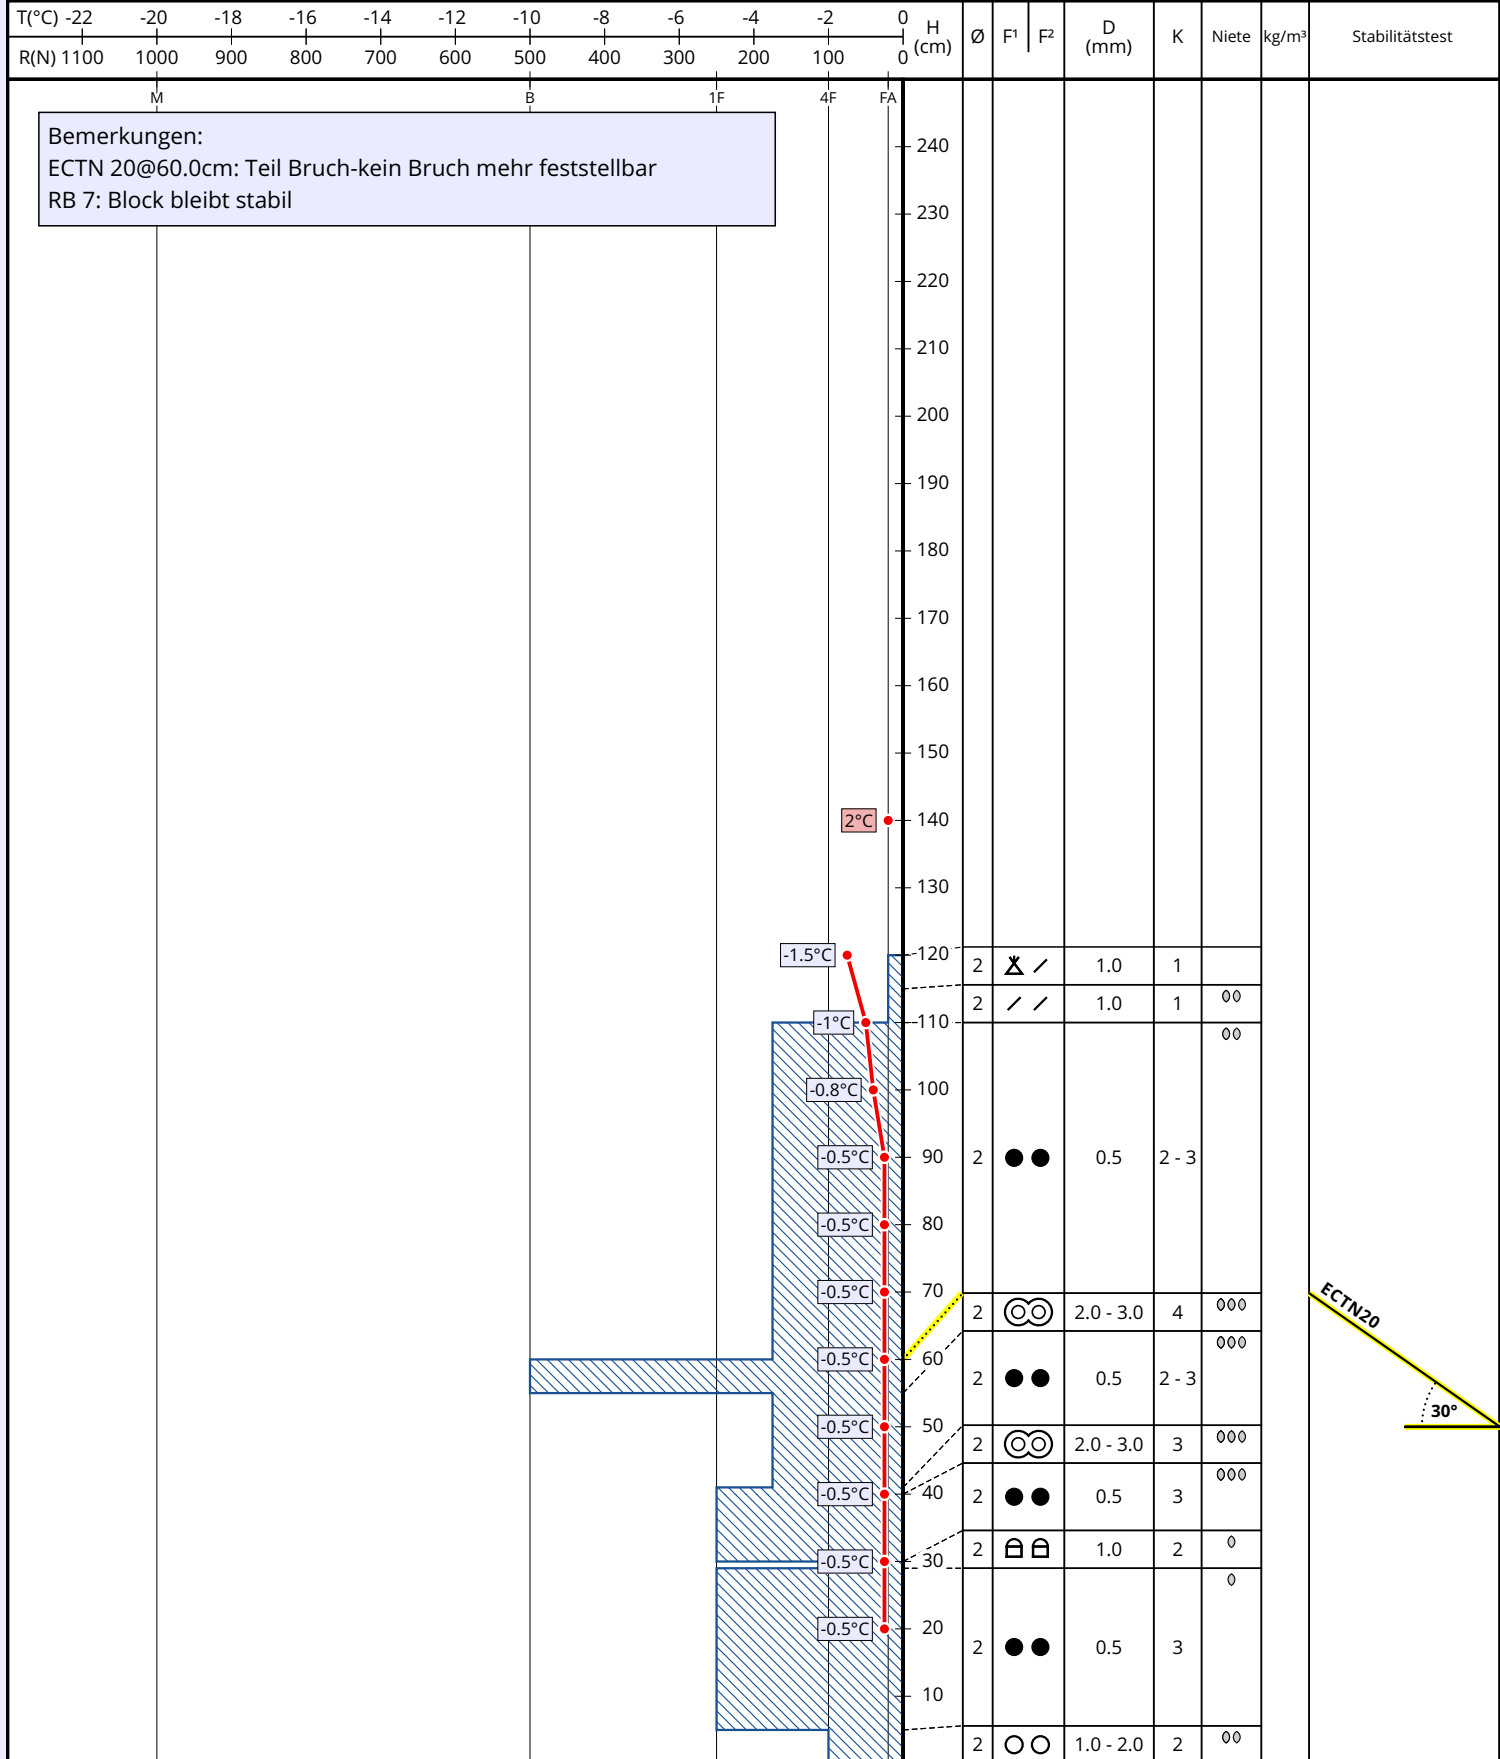 T(°C) -22 -20 -18 -16 -14 -12 -10 -8 -6 -4 -2 0
R(N) 1100 1000 900 800 700 600 500 400 300 200 100 0
H (cm) Ø F¹ F² D (mm) K Niete kg/m³ Stabilitätstest
M B 1F 4F FA
Bemerkungen:
ECTN 20@60.0cm: Teil Bruch-kein Bruch mehr feststellbar
RB 7: Block bleibt stabil
240
230
220
210
200
190
180
170
160
150
2°C 140
130
-1.5°C 120
2 1.0 1
2 1.0 1
-1°C 110
-0.8°C 100
-0.5°C 90 2 0.5 2 - 3
-0.5°C 80
-0.5°C 70
ECTN20
2 2.0 - 3.0 4
-0.5°C 60
2 0.5 2 - 3
30°
-0.5°C 50
2 2.0 - 3.0 3
-0.5°C 40 2 0.5 3
2 1.0 2
-0.5°C 30
-0.5°C 20
2 0.5 3
10
2 1.0 - 2.0 2